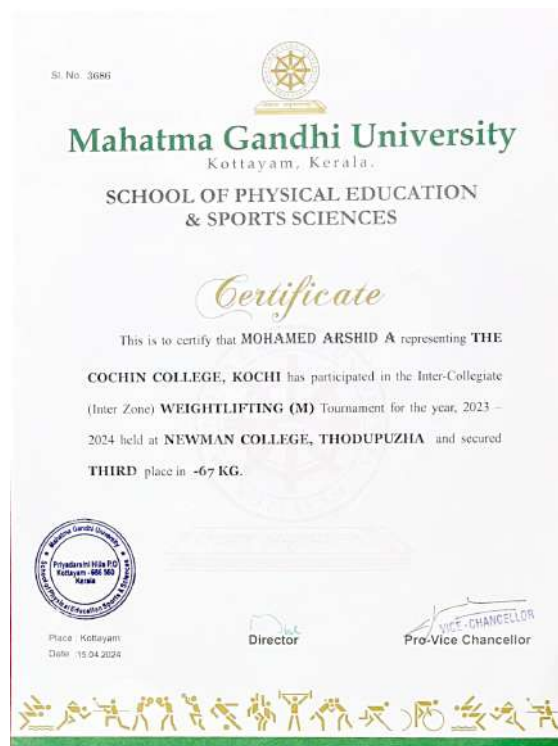 Sl. No. 3686
Mahatma Gandhi University
Kottayam, Kerala.
SCHOOL OF PHYSICAL EDUCATION
& SPORTS SCIENCES
Certificate
This is to certify that MOHAMED ARSHID A representing THE
COCHIN COLLEGE, KOCHI has participated in the Inter-Collegiate
(Inter Zone) WEIGHTLIFTING (M) Tournament for the year, 2023 –
2024 held at NEWMAN COLLEGE, THODUPUZHA and secured
THIRD place in -67 KG.
Mahatma Gandhi University
Priyadarsini Hills P.O
Kottayam - 686 560
Kerala
School of Physical Education Sports & Sciences
Place : Kottayam
Date : 15.04.2024
Director
VICE-CHANCELLOR
Pro-Vice Chancellor